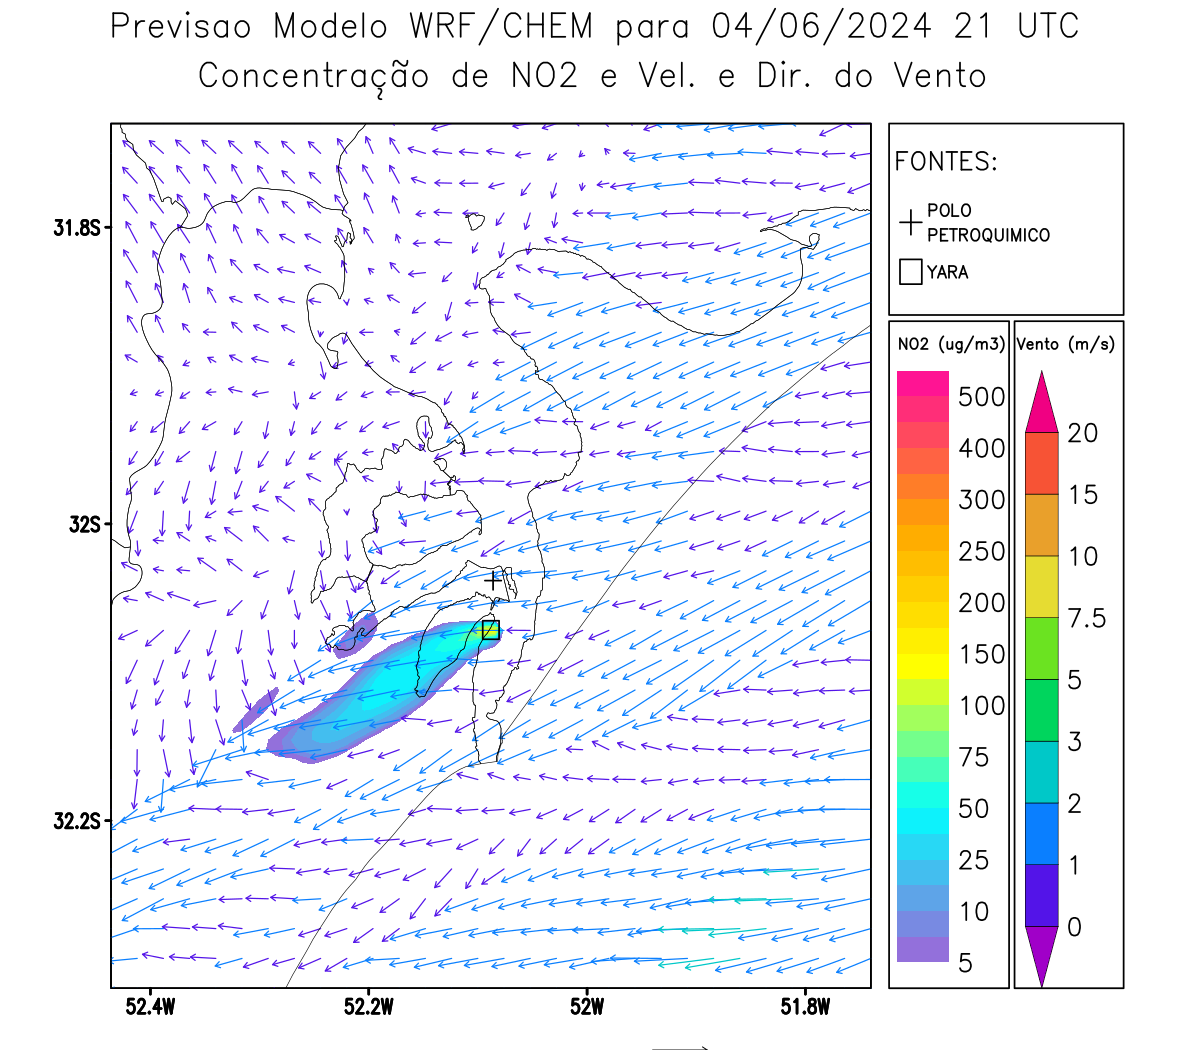 Previsao Modelo WRF/CHEM para 04/06/2024 21 UTC
Concentração de NO2 e Vel. e Dir. do Vento
FONTES:
POLO
PETROQUIMICO
YARA
31.8S
32S
32.2S
52.4W
52.2W
52W
51.8W
NO2 (ug/m3)
500
400
300
250
200
150
100
75
50
25
10
5
Vento (m/s)
20
15
10
7.5
5
3
2
1
0